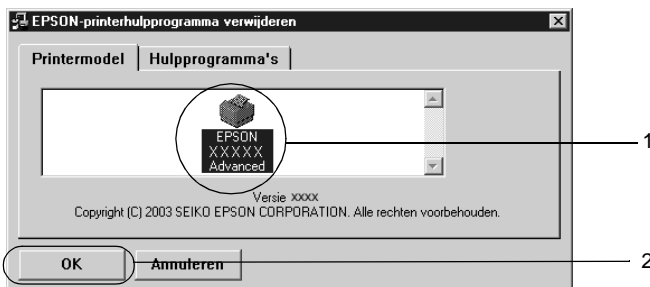 EPSON-printerhulpprogramma verwijderen
Printermodel
Hulpprogramma's
EPSON
XXXXX
Advanced
1
Versie xxxx
Copyright (C) 2003 SEIKO EPSON CORPORATION. Alle rechten voorbehouden.
OK
Annuleren
2